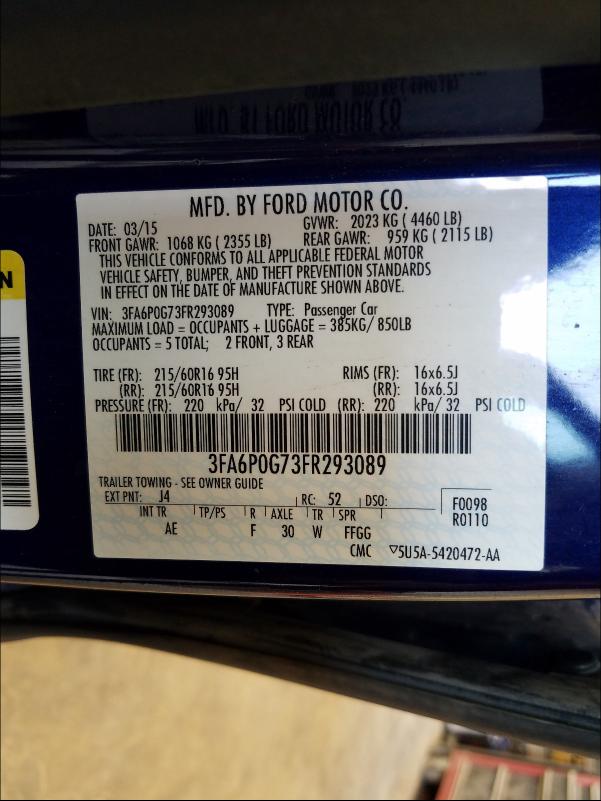 MFD. BY FORD MOTOR CO.
DATE: 03/15 GVWR: 2023 KG ( 4460 LB)
FRONT GAWR: 1068 KG ( 2355 LB) REAR GAWR: 959 KG ( 2115 LB)
THIS VEHICLE CONFORMS TO ALL APPLICABLE FEDERAL MOTOR
VEHICLE SAFETY, BUMPER, AND THEFT PREVENTION STANDARDS
IN EFFECT ON THE DATE OF MANUFACTURE SHOWN ABOVE.
VIN: 3FA6P0G73FR293089 TYPE: Passenger Car
MAXIMUM LOAD = OCCUPANTS + LUGGAGE = 385KG/ 850LB
OCCUPANTS = 5 TOTAL; 2 FRONT, 3 REAR
TIRE (FR): 215/60R16 95H RIMS (FR): 16x6.5J
(RR): 215/60R16 95H (RR): 16x6.5J
PRESSURE (FR): 220 kPa/ 32 PSI COLD (RR): 220 kPa/ 32 PSI COLD
3FA6P0G73FR293089
TRAILER TOWING - SEE OWNER GUIDE
EXT PNT: J4 RC: 52 DSO:
F0098
R0110
INT TR TP/PS R AXLE TR SPR
AE F 30 W FFGG
CMC ▽5U5A-5420472-AA
N